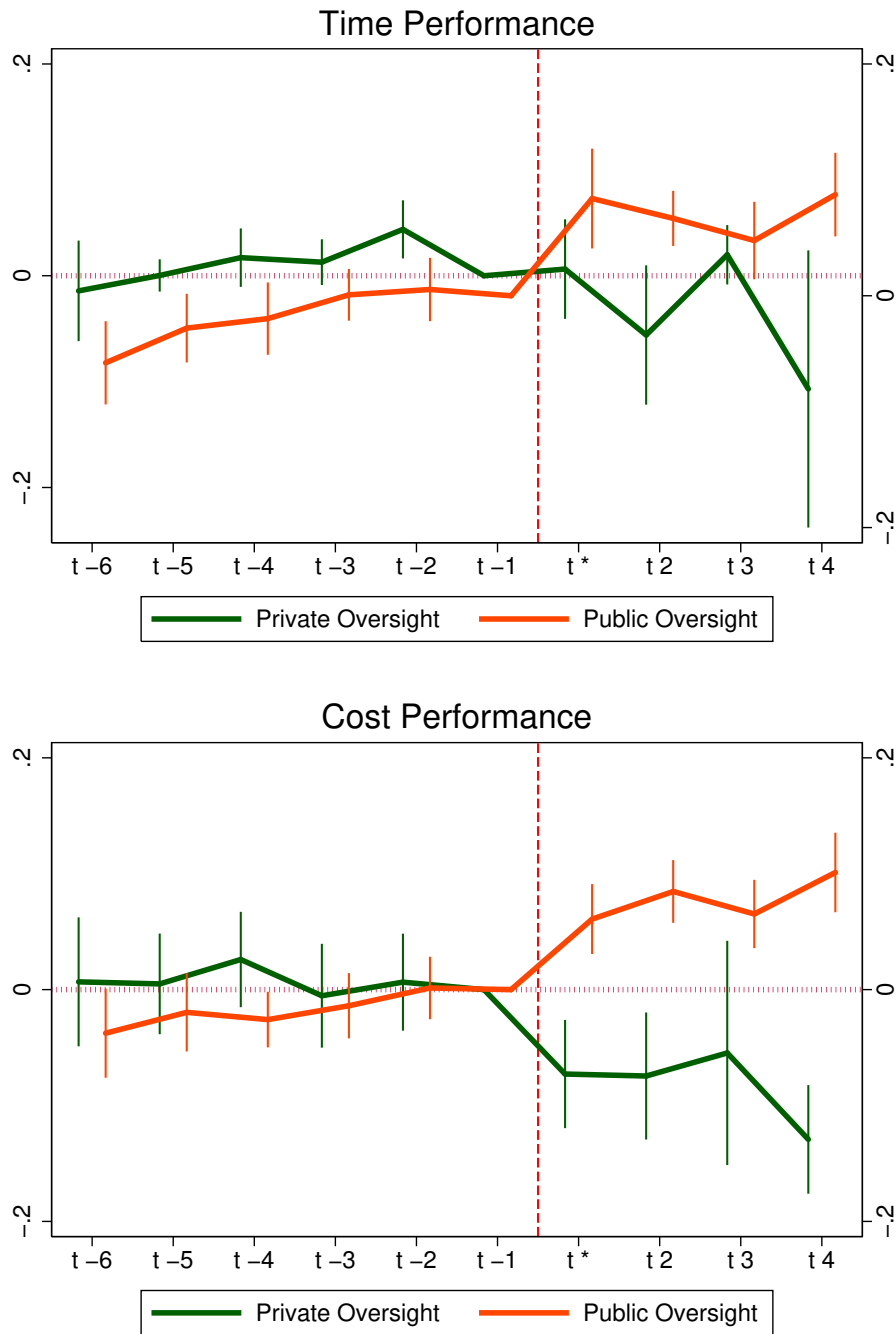 Time Performance
.2 .2
0 0
-.2 -.2
t -6 t -5 t -4 t -3 t -2 t -1 t * t 2 t 3 t 4
Private Oversight Public Oversight
Cost Performance
.2 .2
0 0
-.2 -.2
t -6 t -5 t -4 t -3 t -2 t -1 t * t 2 t 3 t 4
Private Oversight Public Oversight